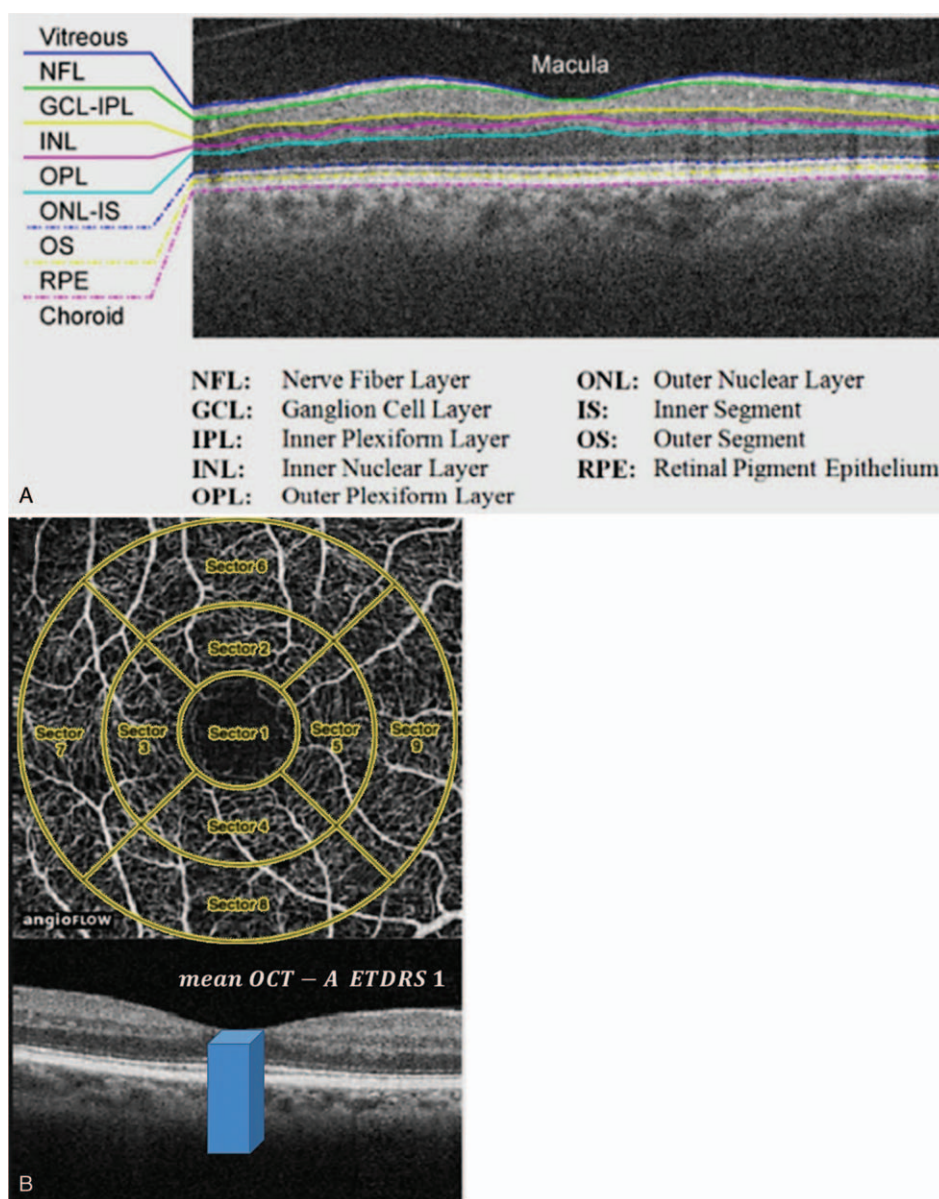 Vitreous
NFL
GCL-IPL
INL
OPL
ONL-IS
OS
RPE
Choroid
Macula
NFL: Nerve Fiber Layer
GCL: Ganglion Cell Layer
IPL: Inner Plexiform Layer
INL: Inner Nuclear Layer
OPL: Outer Plexiform Layer
ONL: Outer Nuclear Layer
IS: Inner Segment
OS: Outer Segment
RPE: Retinal Pigment Epithelium
A
Sector 6
Sector 2
Sector
7
Sector
3
Sector 1
Sector
5
Sector
9
Sector 4
Sector 8
angioFLOW
mean OCT – A ETDRS 1
B